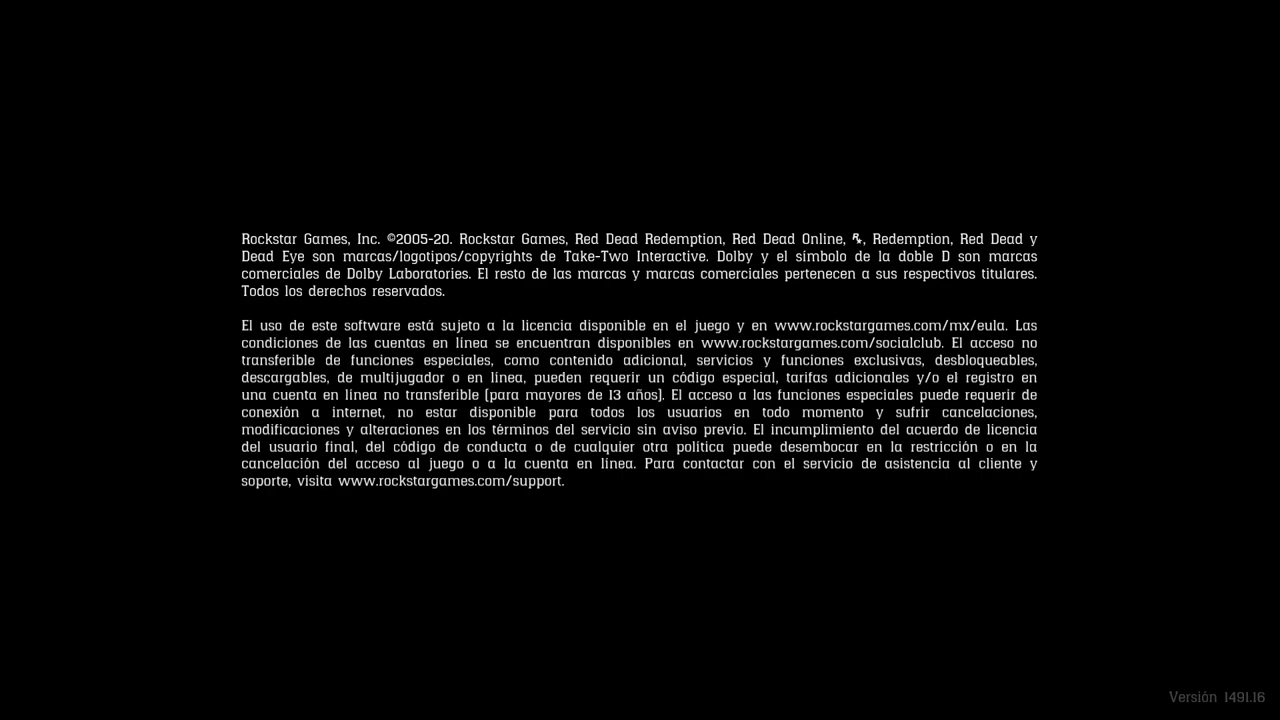 Rockstar Games, Inc. ©2005-20. Rockstar Games, Red Dead Redemption, Red Dead Online, R*, Redemption, Red Dead y
Dead Eye son marcas/logotipos/copyrights de Take-Two Interactive. Dolby y el símbolo de la doble D son marcas
comerciales de Dolby Laboratories. El resto de las marcas y marcas comerciales pertenecen a sus respectivos titulares.
Todos los derechos reservados.
El uso de este software está sujeto a la licencia disponible en el juego y en www.rockstargames.com/mx/eula. Las
condiciones de las cuentas en línea se encuentran disponibles en www.rockstargames.com/socialclub. El acceso no
transferible de funciones especiales, como contenido adicional, servicios y funciones exclusivas, desbloqueables,
descargables, de multijugador o en línea, pueden requerir un código especial, tarifas adicionales y/o el registro en
una cuenta en línea no transferible (para mayores de 13 años). El acceso a las funciones especiales puede requerir de
conexión a internet, no estar disponible para todos los usuarios en todo momento y sufrir cancelaciones,
modificaciones y alteraciones en los términos del servicio sin aviso previo. El incumplimiento del acuerdo de licencia
del usuario final, del código de conducta o de cualquier otra política puede desembocar en la restricción o en la
cancelación del acceso al juego o a la cuenta en línea. Para contactar con el servicio de asistencia al cliente y
soporte, visita www.rockstargames.com/support.
Versión 1491.16